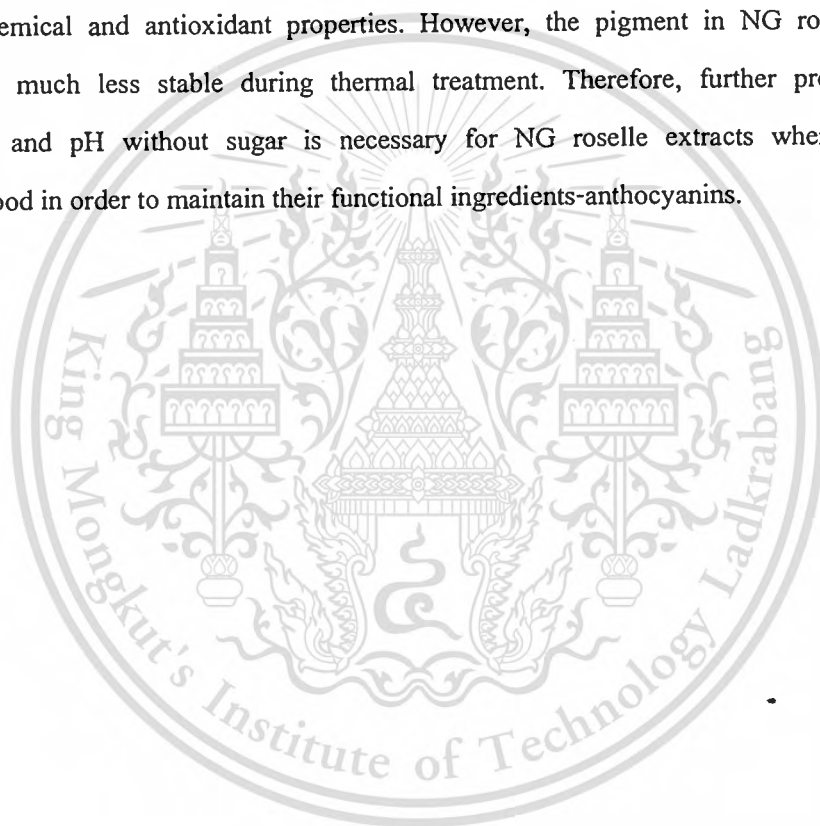 emical and antioxidant properties. However, the pigment in NG ro
much less stable during thermal treatment. Therefore, further pr
and pH without sugar is necessary for NG roselle extracts whe
ood in order to maintain their functional ingredients-anthocyanins.
King Mongkut's Institute of Technology Ladkrabang